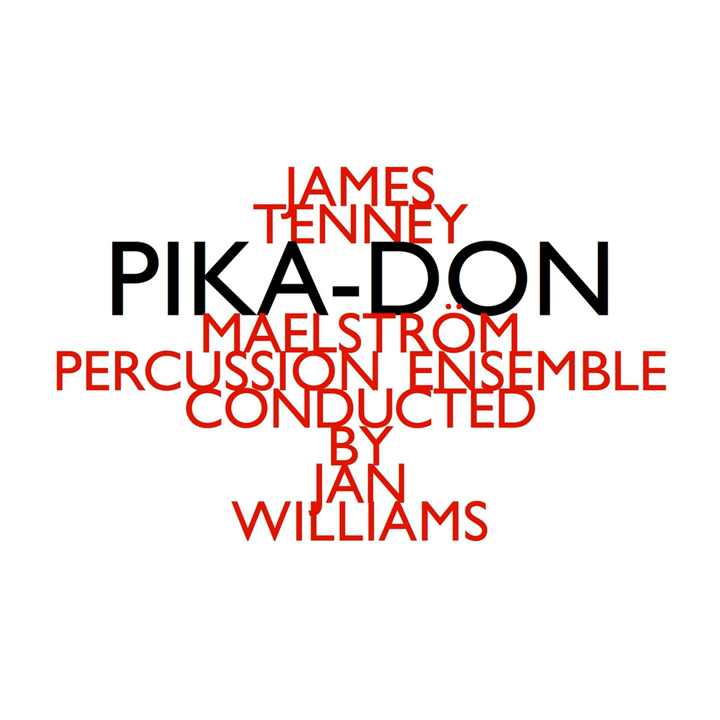 JAMES
TENNEY
PIKA-DON
MAELSTRÖM
PERCUSSION ENSEMBLE
CONDUCTED
BY
JAN
WILLIAMS